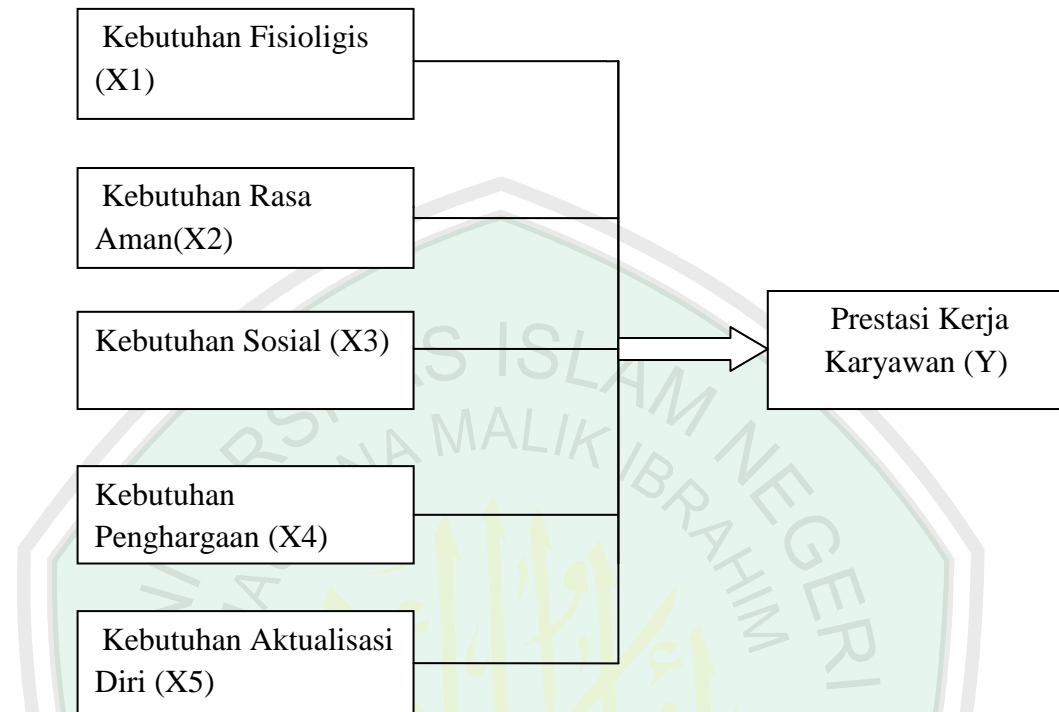 Kebutuhan Fisioligis
(X1)
Kebutuhan Rasa
Aman(X2)
Kebutuhan Sosial (X3)
Prestasi Kerja
Karyawan (Y)
Kebutuhan
Penghargaan (X4)
Kebutuhan Aktualisasi
Diri (X5)